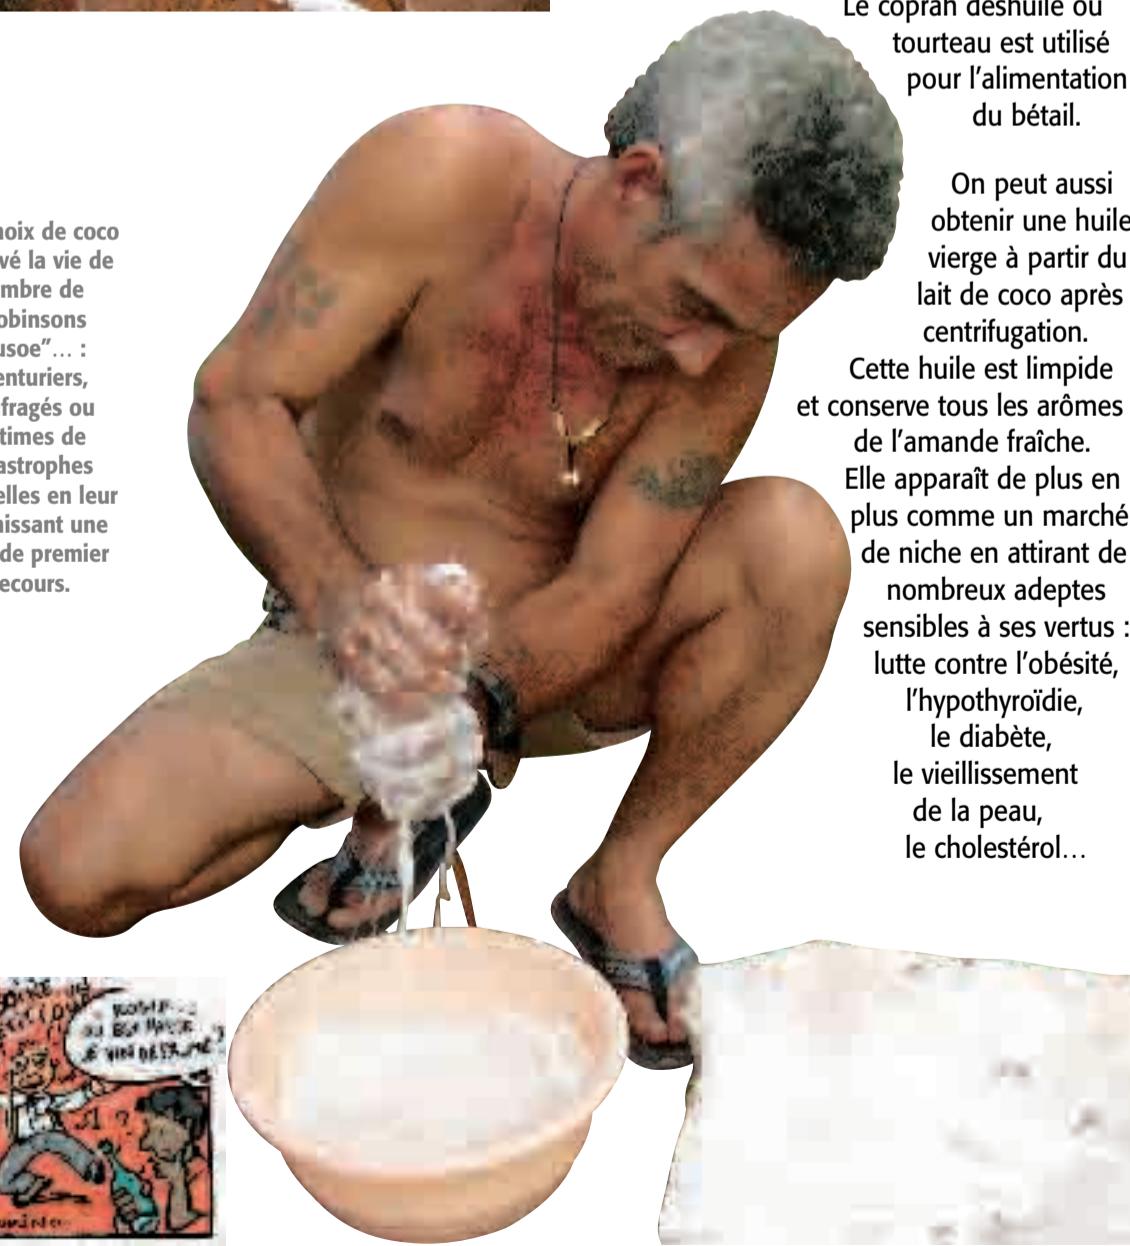 noix de coco
vé la vie de
mbre de
obinsons
usoe”… :
enturiers,
fragés ou
times de
astrophes
elles en leur
nissant une
de premier
ecours.
Le coprah déshuilé ou
tourteau est utilisé
pour l’alimentation
du bétail.
On peut aussi
obtenir une huile
vierge à partir du
lait de coco après
centrifugation.
Cette huile est limpide
et conserve tous les arômes
de l’amande fraîche.
Elle apparaît de plus en
plus comme un marché
de niche en attirant de
nombreux adeptes
sensibles à ses vertus :
lutte contre l’obésité,
l’hypothyroïdie,
le diabète,
le vieillissement
de la peau,
le cholestérol…